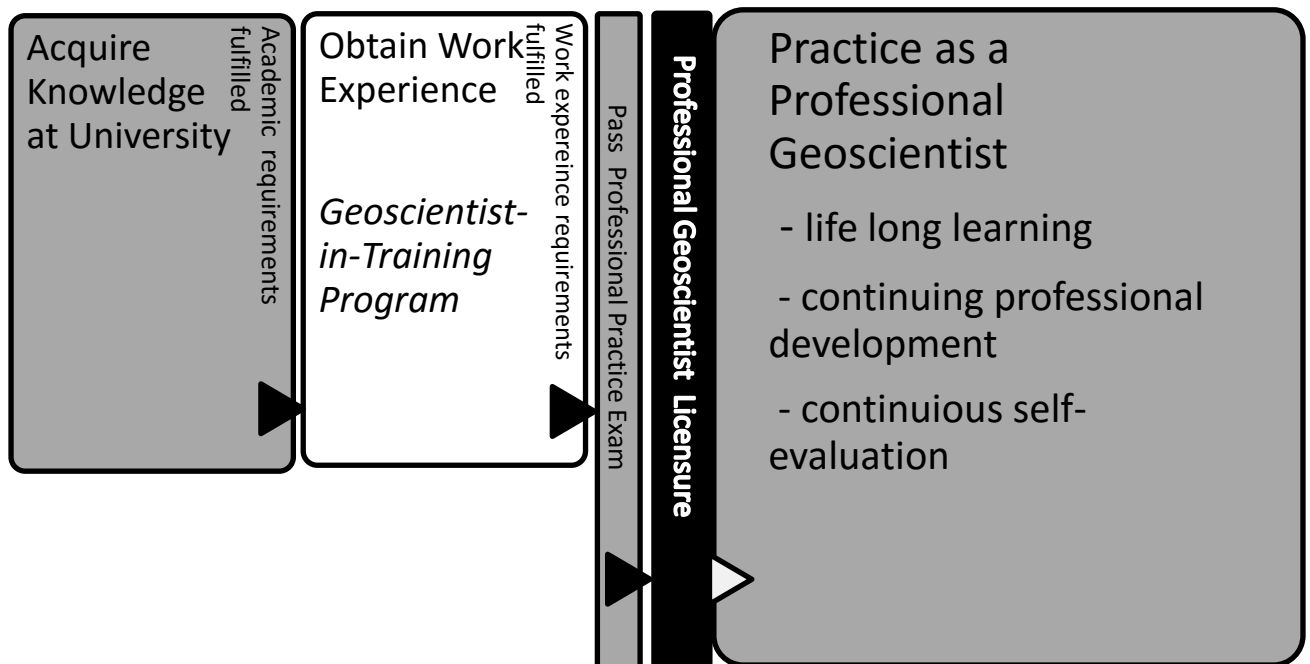 Acquire
Knowledge
at University
Academic requirements
fulfilled
Obtain Work
Experience
Geoscientist-
in-Training
Program
Work expereince requirements
fulfilled
Pass Professional Practice Exam
Professional Geoscientist Licensure
Practice as a
Professional
Geoscientist
- life long learning
- continuing professional
development
- continuious self-
evaluation